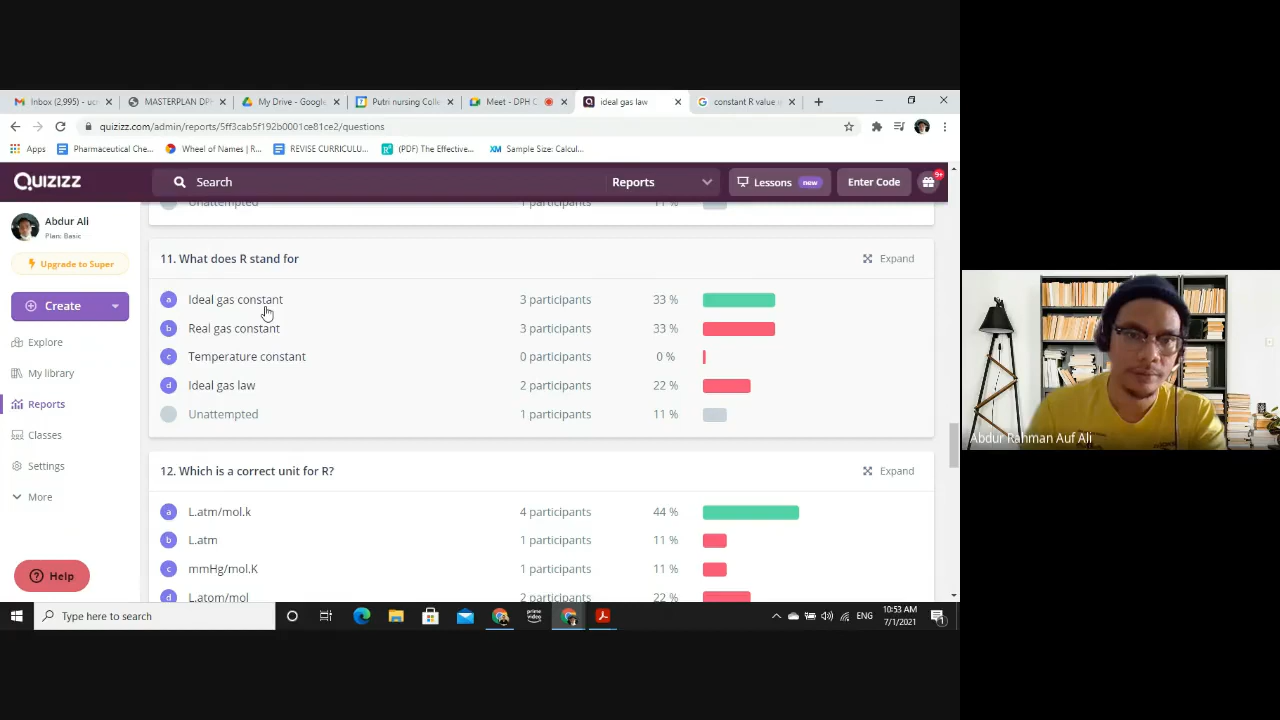 Inbox (2,995) - uc
MASTERPLAN DP
My Drive - Google
Putri nursing Colle
Meet - DPH C
ideal gas law
constant R value
quizizz.com/admin/reports/5ff3cab5f192b0001ce81ce2/questions
Apps
Pharmaceutical Che...
Wheel of Names | R...
REVISE CURRICULU...
(PDF) The Effective...
XM Sample Size: Calcul...
QUIZIZZ
Search
Reports
Lessons new
Enter Code
Abdur Ali
Plan: Basic
Upgrade to Super
Create
Explore
My library
Reports
Classes
Settings
More
Help
Unattempted 1 participants 11 %
11. What does R stand for Expand
a Ideal gas constant 3 participants 33 %
b Real gas constant 3 participants 33 %
c Temperature constant 0 participants 0 %
d Ideal gas law 2 participants 22 %
Unattempted 1 participants 11 %
12. Which is a correct unit for R? Expand
a L.atm/mol.k 4 participants 44 %
b L.atm 1 participants 11 %
c mmHg/mol.K 1 participants 11 %
d L.atom/mol 2 participants 22 %
Type here to search
prime video
ENG
10:53 AM
7/1/2021
1
Abdur Rahman Auf Ali